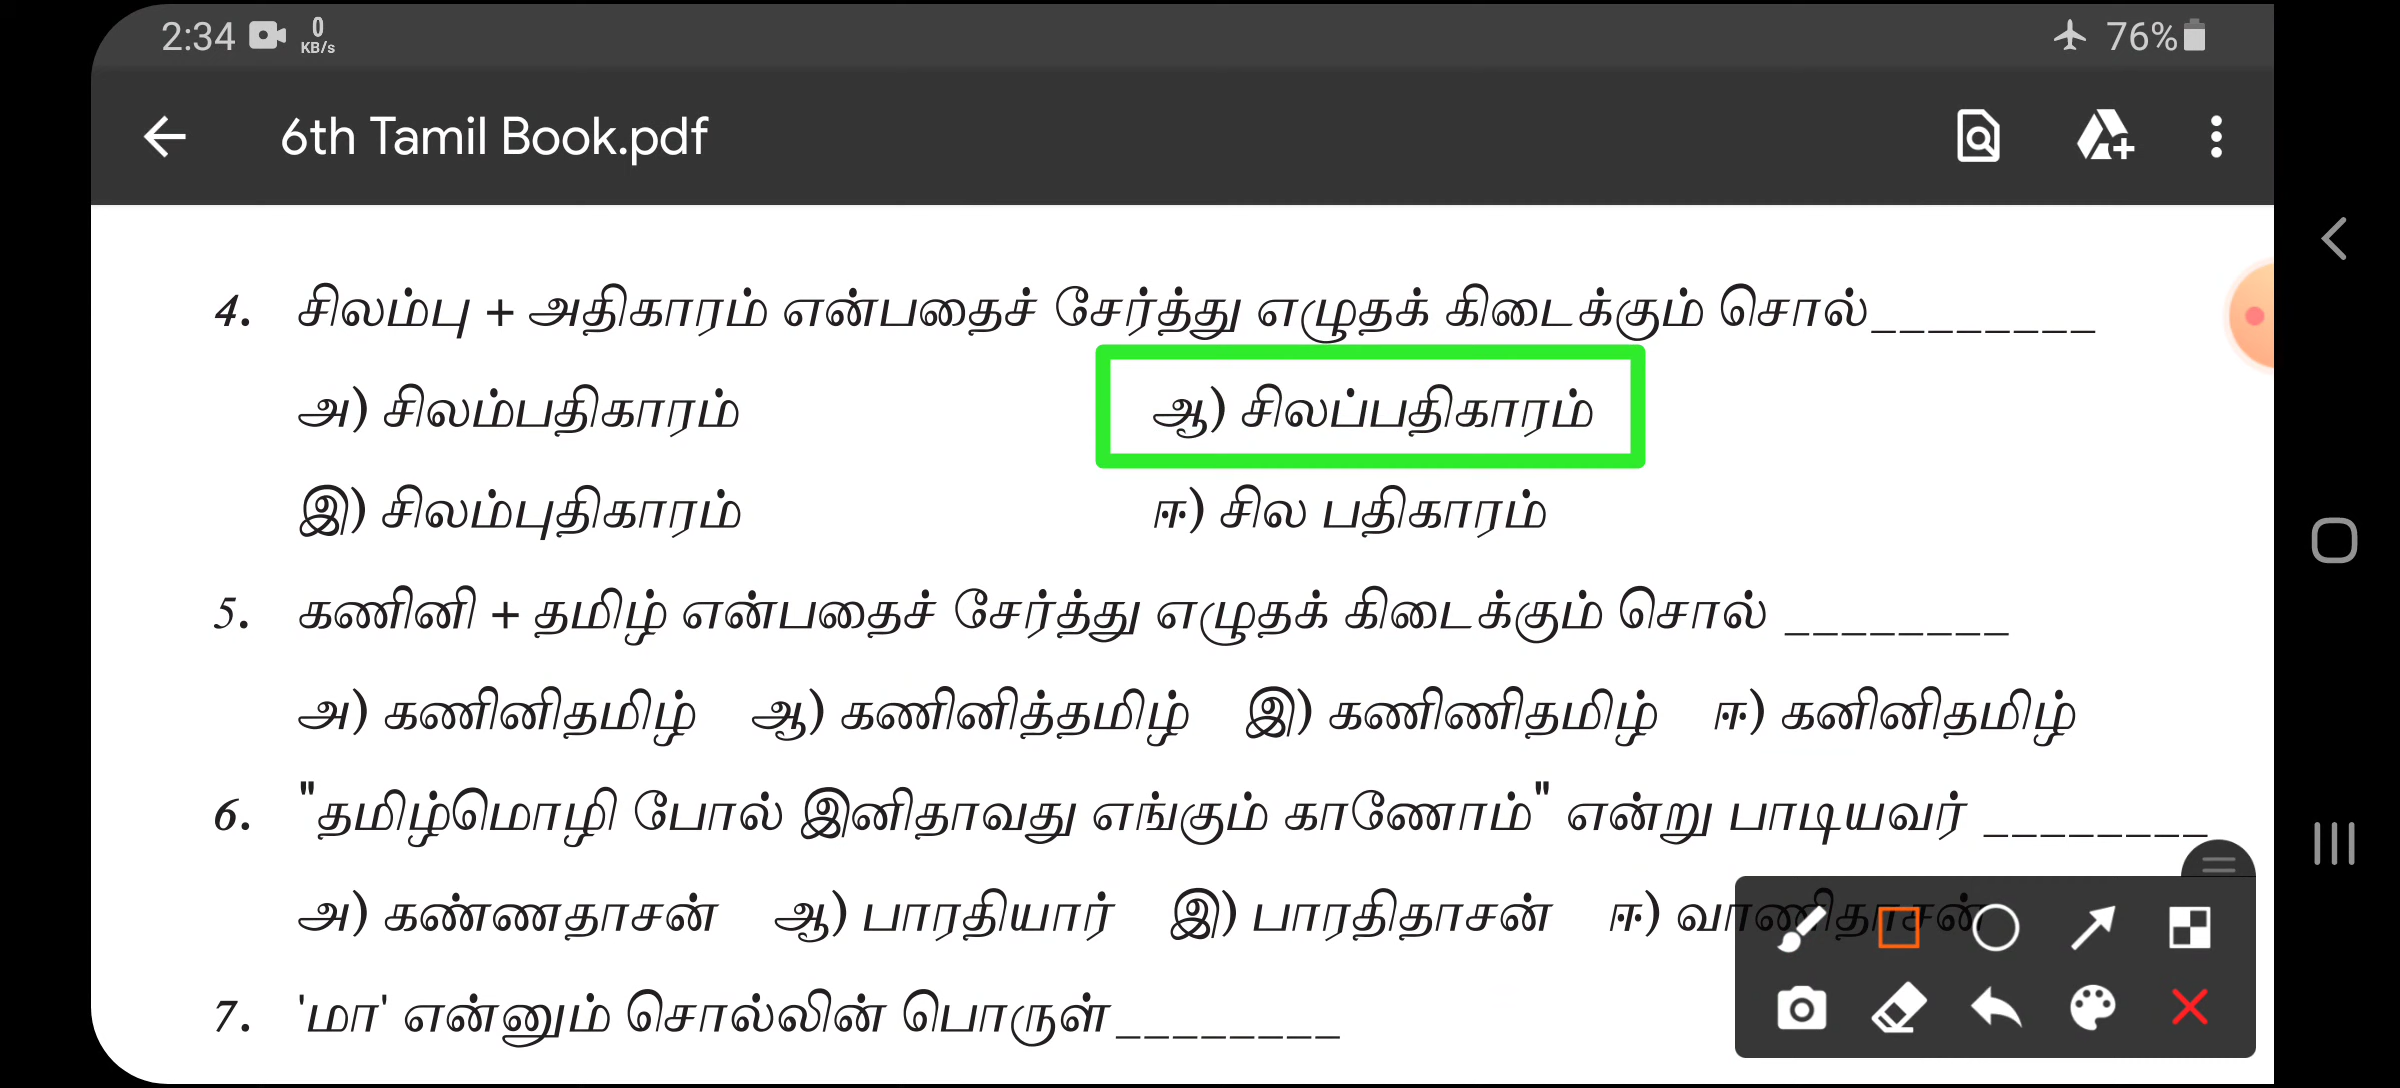 2:34 0 KB/s 76%
6th Tamil Book.pdf
4. சிலம்பு + அதிகாரம் என்பதைச் சேர்த்து எழுதக் கிடைக்கும் சொல்________
அ) சிலம்பதிகாரம் ஆ) சிலப்பதிகாரம்
இ) சிலம்புதிகாரம் ஈ) சில பதிகாரம்
5. கணினி + தமிழ் என்பதைச் சேர்த்து எழுதக் கிடைக்கும் சொல் ________
அ) கணினிதமிழ் ஆ) கணினித்தமிழ் இ) கணிணிதமிழ் ஈ) கனினிதமிழ்
6. "தமிழ்மொழி போல் இனிதாவது எங்கும் காணோம்" என்று பாடியவர் ________
அ) கண்ணதாசன் ஆ) பாரதியார் இ) பாரதிதாசன் ஈ) வாணிதாசன்
7. 'மா' என்னும் சொல்லின் பொருள்________